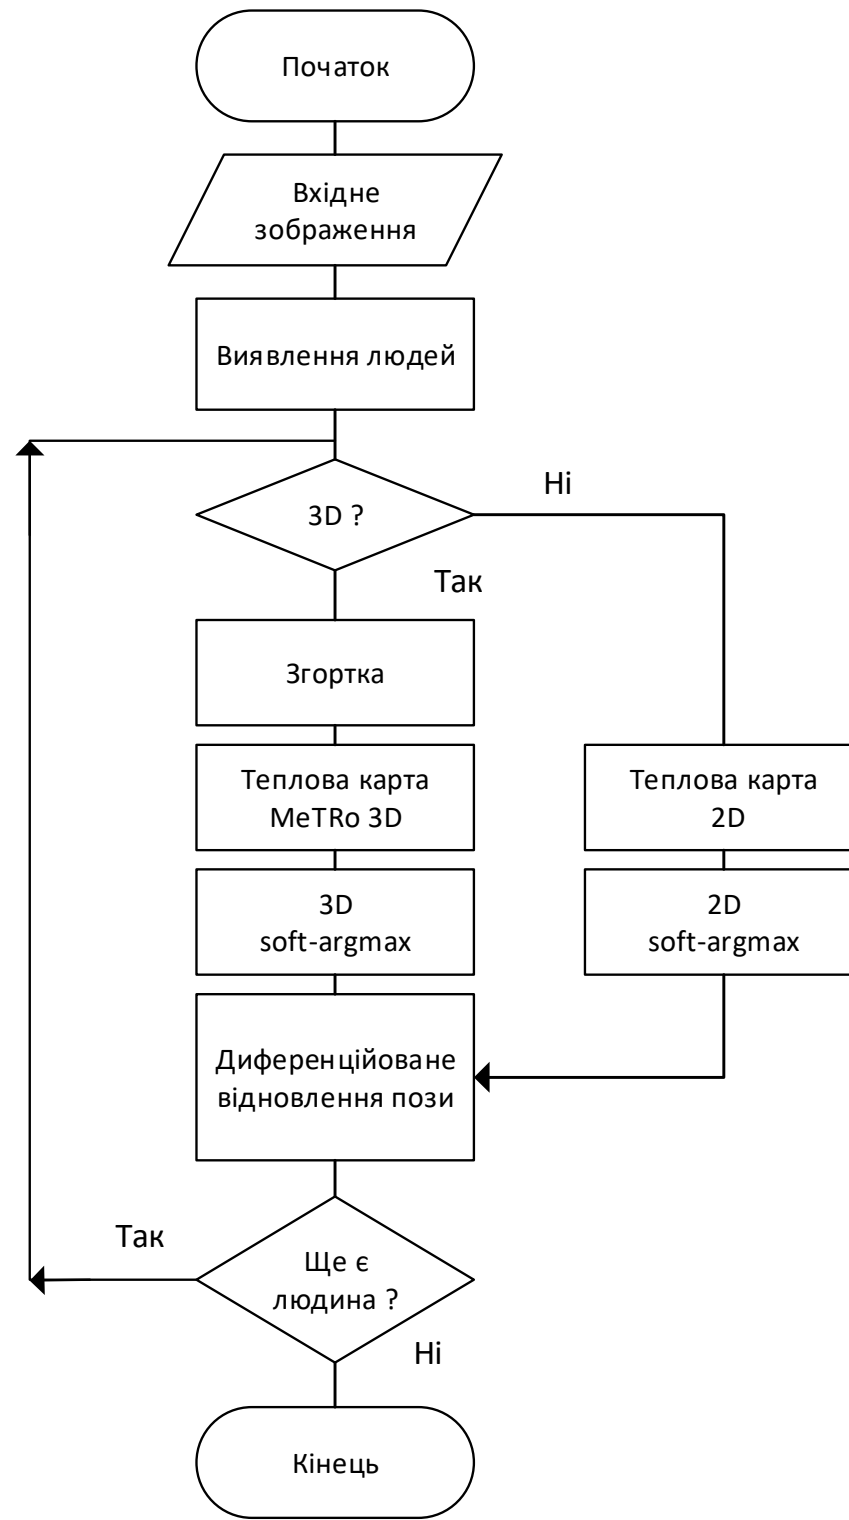 Початок
Вхідне
зображення
Виявлення людей
3D ?
Ні
Так
Згортка
Теплова карта
MeTRo 3D
Теплова карта
2D
3D
soft-argmax
2D
soft-argmax
Диференційоване
відновлення пози
Так
Ще є
людина ?
Ні
Кінець